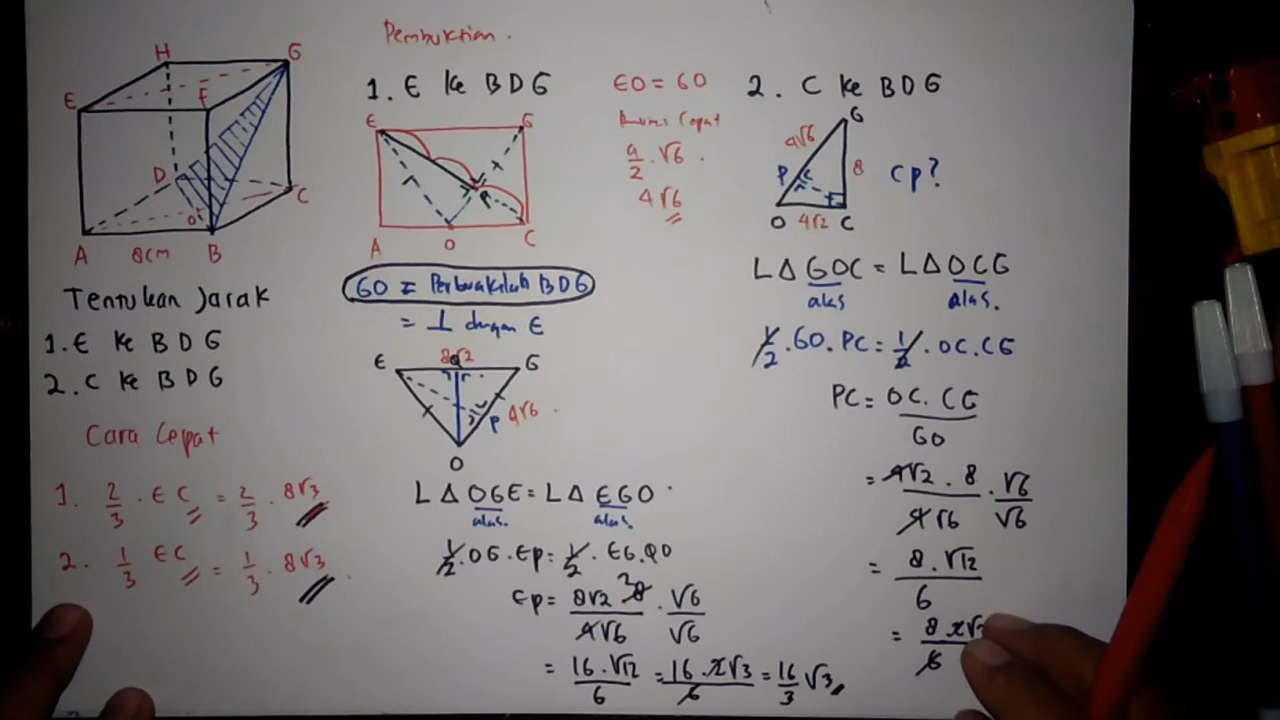 Pembuktian.
H
G
E
F
D
C
O
A
8cm
B
Tentukan Jarak
1. E ke BDG
2. C ke BDG
Cara Cepat
1. 2/3 . EC = 2/3 . 8√3
2. 1/3 EC = 1/3 . 8√3
1. E ke BDG
E
G
P
A
O
C
GO = Perwakilan BDG
= ⊥ dengan E
E
8√2
G
P
4√6
O
L∆ OGE = L∆ EGO
alas.
alas.
1/2 . OG . EP = 1/2 . EG . QO
EP = 8√2 . 8 / 4√6 . √6/√6
= 16 . √12 / 6 = 16 . 2√3 / 6 = 16/3 √3
EO = GO
Rumus Cepat
a/2 . √6
4√6
2. C ke BDG
G
4√6
8
P
O
4√2
C
CP?
L∆ GOC = L∆ OCG
alas
alas.
1/2 . GO . PC = 1/2 . OC . CG
PC = OC . CG / GO
= 4√2 . 8 / 4√6 . √6/√6
= 8 . √12 / 6
= 8 . 2√ / 6